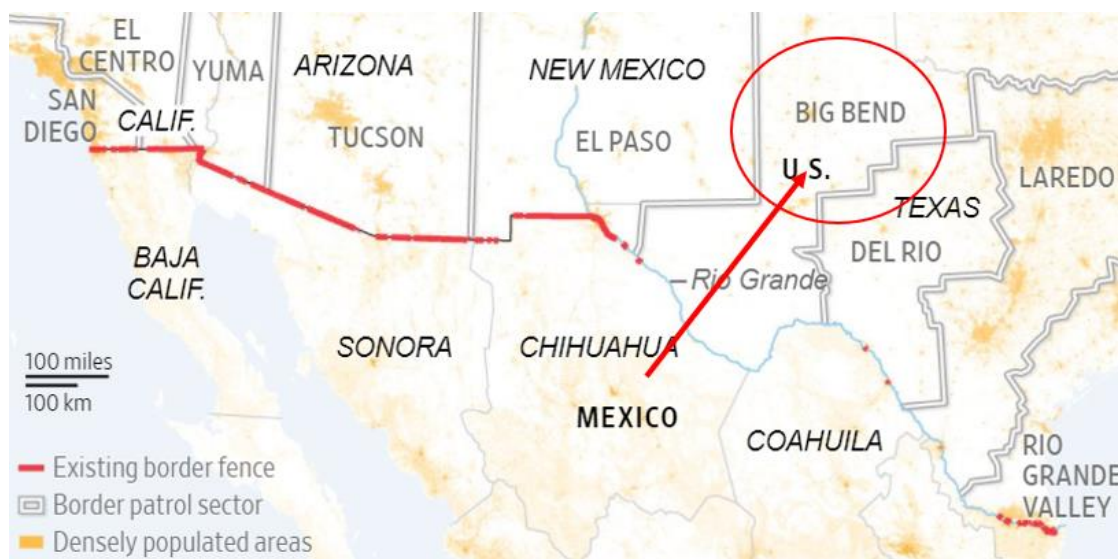 EL
CENTRO
YUMA
ARIZONA
NEW MEXICO
BIG BEND
SAN
DIEGO
CALIF.
TUCSON
EL PASO
U.S.
LAREDO
TEXAS
DEL RIO
BAJA
CALIF.
Rio Grande
SONORA
CHIHUAHUA
100 miles
100 km
MEXICO
COAHUILA
RIO
GRANDE
VALLEY
Existing border fence
Border patrol sector
Densely populated areas